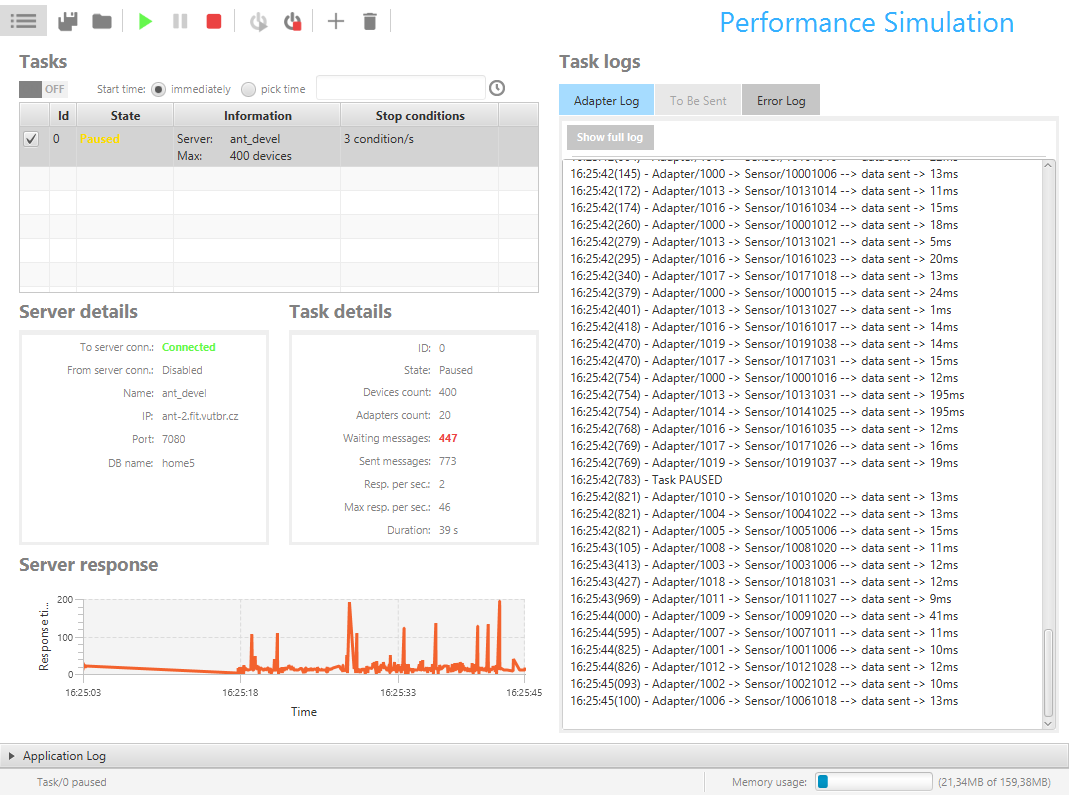 Performance Simulation
Tasks
OFF Start time: immediately pick time
Id State Information Stop conditions
0 Paused Server: ant_devel 3 condition/s
Max: 400 devices
Server details
To server conn.: Connected
From server conn.: Disabled
Name: ant_devel
IP: ant-2.fit.vutbr.cz
Port: 7080
DB name: home5
Task details
ID: 0
State: Paused
Devices count: 400
Adapters count: 20
Waiting messages: 447
Sent messages: 773
Resp. per sec.: 2
Max resp. per sec.: 46
Duration: 39 s
Server response
Response ti...
200
100
0
16:25:03 16:25:18 16:25:33 16:25:45
Time
Task logs
Adapter Log To Be Sent Error Log
Show full log
16:25:42(145) - Adapter/1000 -> Sensor/10001006 --> data sent -> 13ms
16:25:42(172) - Adapter/1013 -> Sensor/10131014 --> data sent -> 11ms
16:25:42(174) - Adapter/1016 -> Sensor/10161034 --> data sent -> 15ms
16:25:42(260) - Adapter/1000 -> Sensor/10001012 --> data sent -> 18ms
16:25:42(279) - Adapter/1013 -> Sensor/10131021 --> data sent -> 5ms
16:25:42(295) - Adapter/1016 -> Sensor/10161023 --> data sent -> 20ms
16:25:42(340) - Adapter/1017 -> Sensor/10171018 --> data sent -> 13ms
16:25:42(379) - Adapter/1000 -> Sensor/10001015 --> data sent -> 24ms
16:25:42(401) - Adapter/1013 -> Sensor/10131027 --> data sent -> 1ms
16:25:42(418) - Adapter/1016 -> Sensor/10161017 --> data sent -> 14ms
16:25:42(470) - Adapter/1019 -> Sensor/10191038 --> data sent -> 14ms
16:25:42(470) - Adapter/1017 -> Sensor/10171031 --> data sent -> 15ms
16:25:42(754) - Adapter/1000 -> Sensor/10001016 --> data sent -> 12ms
16:25:42(754) - Adapter/1013 -> Sensor/10131031 --> data sent -> 195ms
16:25:42(754) - Adapter/1014 -> Sensor/10141025 --> data sent -> 195ms
16:25:42(768) - Adapter/1016 -> Sensor/10161035 --> data sent -> 12ms
16:25:42(769) - Adapter/1017 -> Sensor/10171026 --> data sent -> 16ms
16:25:42(769) - Adapter/1019 -> Sensor/10191037 --> data sent -> 19ms
16:25:42(783) - Task PAUSED
16:25:42(821) - Adapter/1010 -> Sensor/10101020 --> data sent -> 13ms
16:25:42(821) - Adapter/1004 -> Sensor/10041022 --> data sent -> 13ms
16:25:42(821) - Adapter/1005 -> Sensor/10051006 --> data sent -> 15ms
16:25:43(105) - Adapter/1008 -> Sensor/10081020 --> data sent -> 11ms
16:25:43(413) - Adapter/1003 -> Sensor/10031006 --> data sent -> 12ms
16:25:43(427) - Adapter/1018 -> Sensor/10181031 --> data sent -> 12ms
16:25:43(969) - Adapter/1011 -> Sensor/10111027 --> data sent -> 9ms
16:25:44(000) - Adapter/1009 -> Sensor/10091020 --> data sent -> 41ms
16:25:44(595) - Adapter/1007 -> Sensor/10071011 --> data sent -> 11ms
16:25:44(825) - Adapter/1001 -> Sensor/10011006 --> data sent -> 10ms
16:25:44(826) - Adapter/1012 -> Sensor/10121028 --> data sent -> 12ms
16:25:45(093) - Adapter/1002 -> Sensor/10021012 --> data sent -> 10ms
16:25:45(100) - Adapter/1006 -> Sensor/10061018 --> data sent -> 13ms
Application Log
Task/0 paused
Memory usage: (21,34MB of 159,38MB)